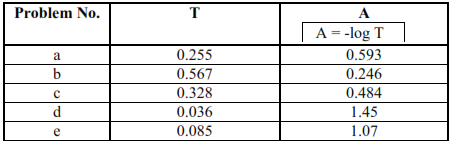 Problem No. T A
A = -log T
a 0.255 0.593
b 0.567 0.246
c 0.328 0.484
d 0.036 1.45
e 0.085 1.07